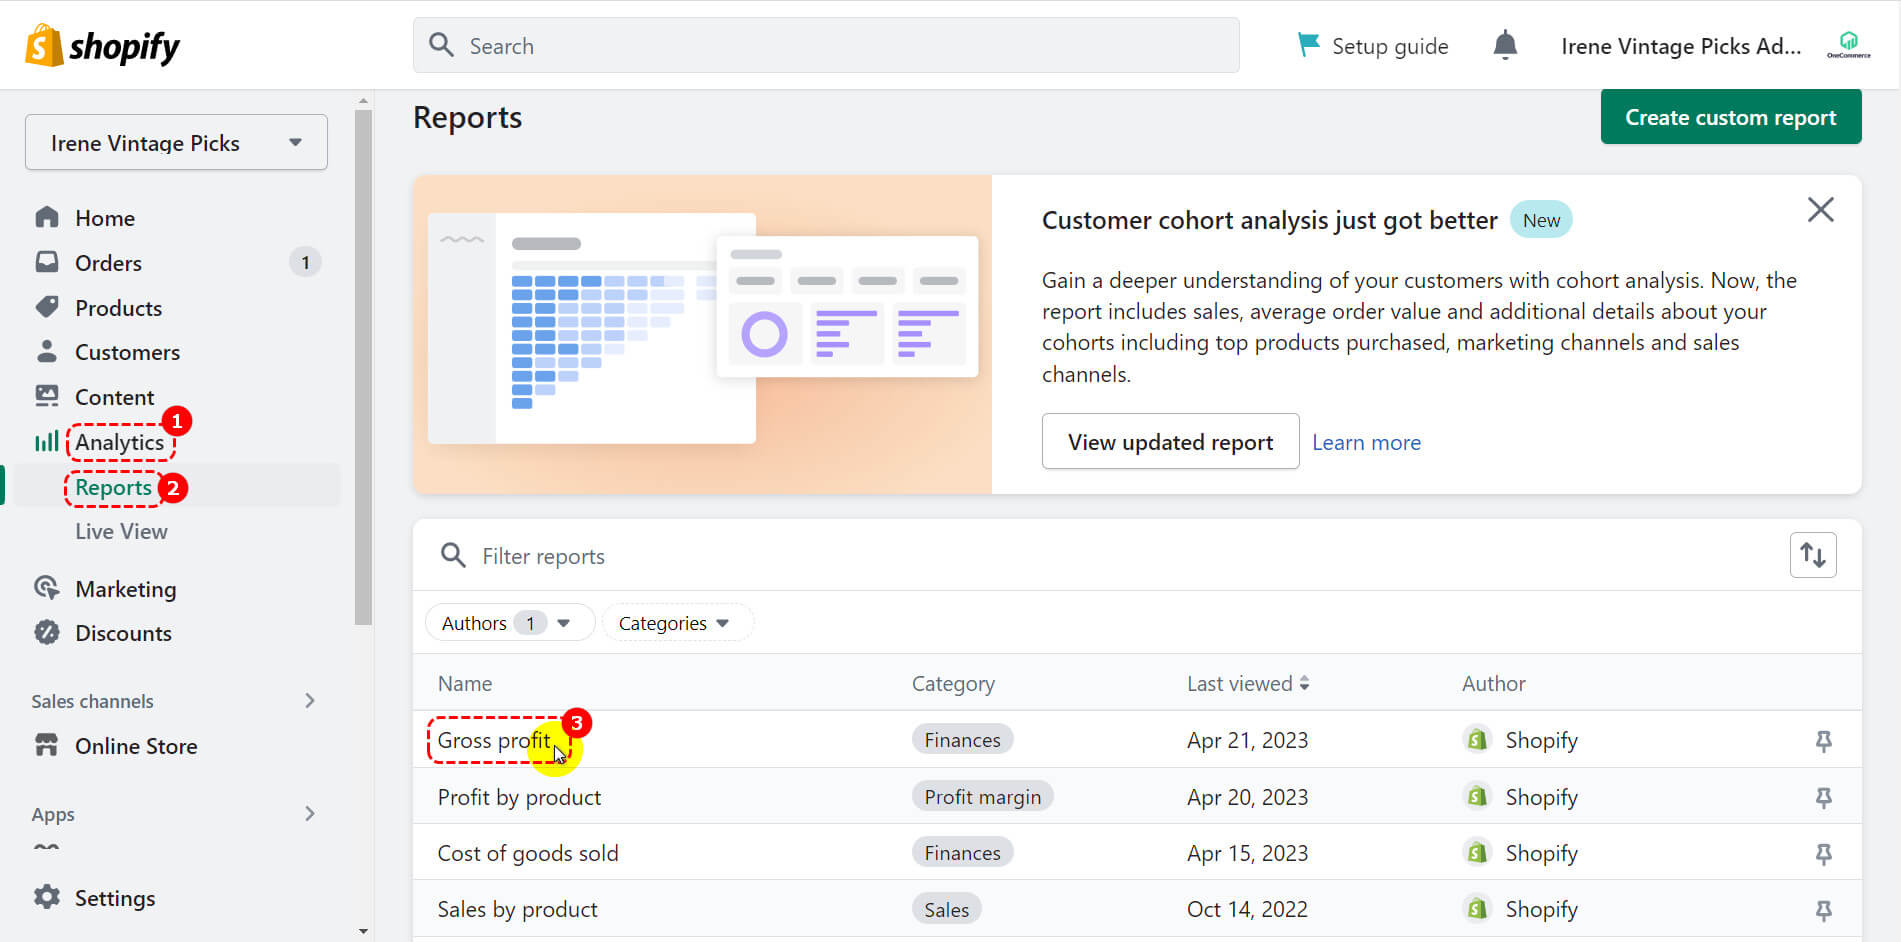 shopify
Search
Setup guide
Irene Vintage Picks Ad...
OneCommerce
Irene Vintage Picks
Home
Orders 1
Products
Customers
Content
Analytics 1
Reports 2
Live View
Marketing
Discounts
Sales channels
Online Store
Apps
Settings
Reports
Create custom report
Customer cohort analysis just got better New
Gain a deeper understanding of your customers with cohort analysis. Now, the
report includes sales, average order value and additional details about your
cohorts including top products purchased, marketing channels and sales
channels.
View updated report Learn more
Filter reports
Authors 1 Categories
Name Category Last viewed Author
Gross profit 3 Finances Apr 21, 2023 Shopify
Profit by product Profit margin Apr 20, 2023 Shopify
Cost of goods sold Finances Apr 15, 2023 Shopify
Sales by product Sales Oct 14, 2022 Shopify